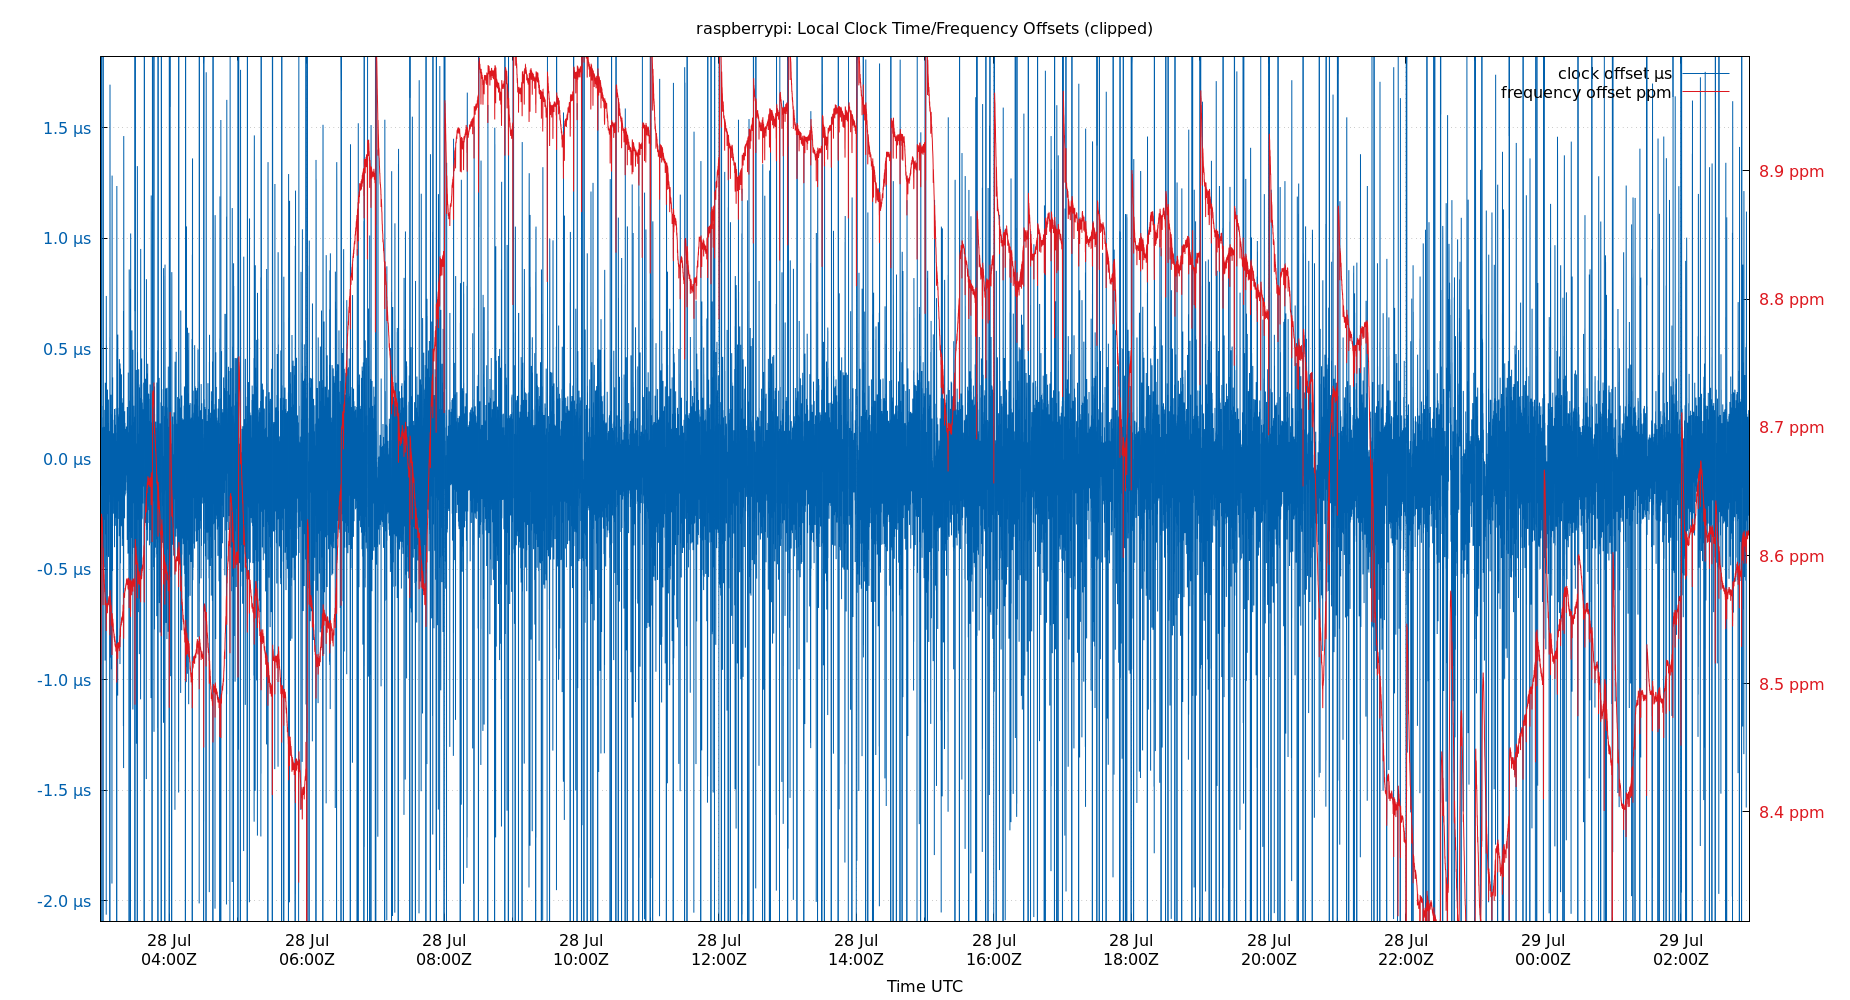 raspberrypi: Local Clock Time/Frequency Offsets (clipped)
clock offset µs
frequency offset ppm
1.5 µs
1.0 µs
0.5 µs
0.0 µs
-0.5 µs
-1.0 µs
-1.5 µs
-2.0 µs
8.9 ppm
8.8 ppm
8.7 ppm
8.6 ppm
8.5 ppm
8.4 ppm
28 Jul 28 Jul 28 Jul 28 Jul 28 Jul 28 Jul 28 Jul 28 Jul 28 Jul 28 Jul 29 Jul 29 Jul
04:00Z 06:00Z 08:00Z 10:00Z 12:00Z 14:00Z 16:00Z 18:00Z 20:00Z 22:00Z 00:00Z 02:00Z
Time UTC